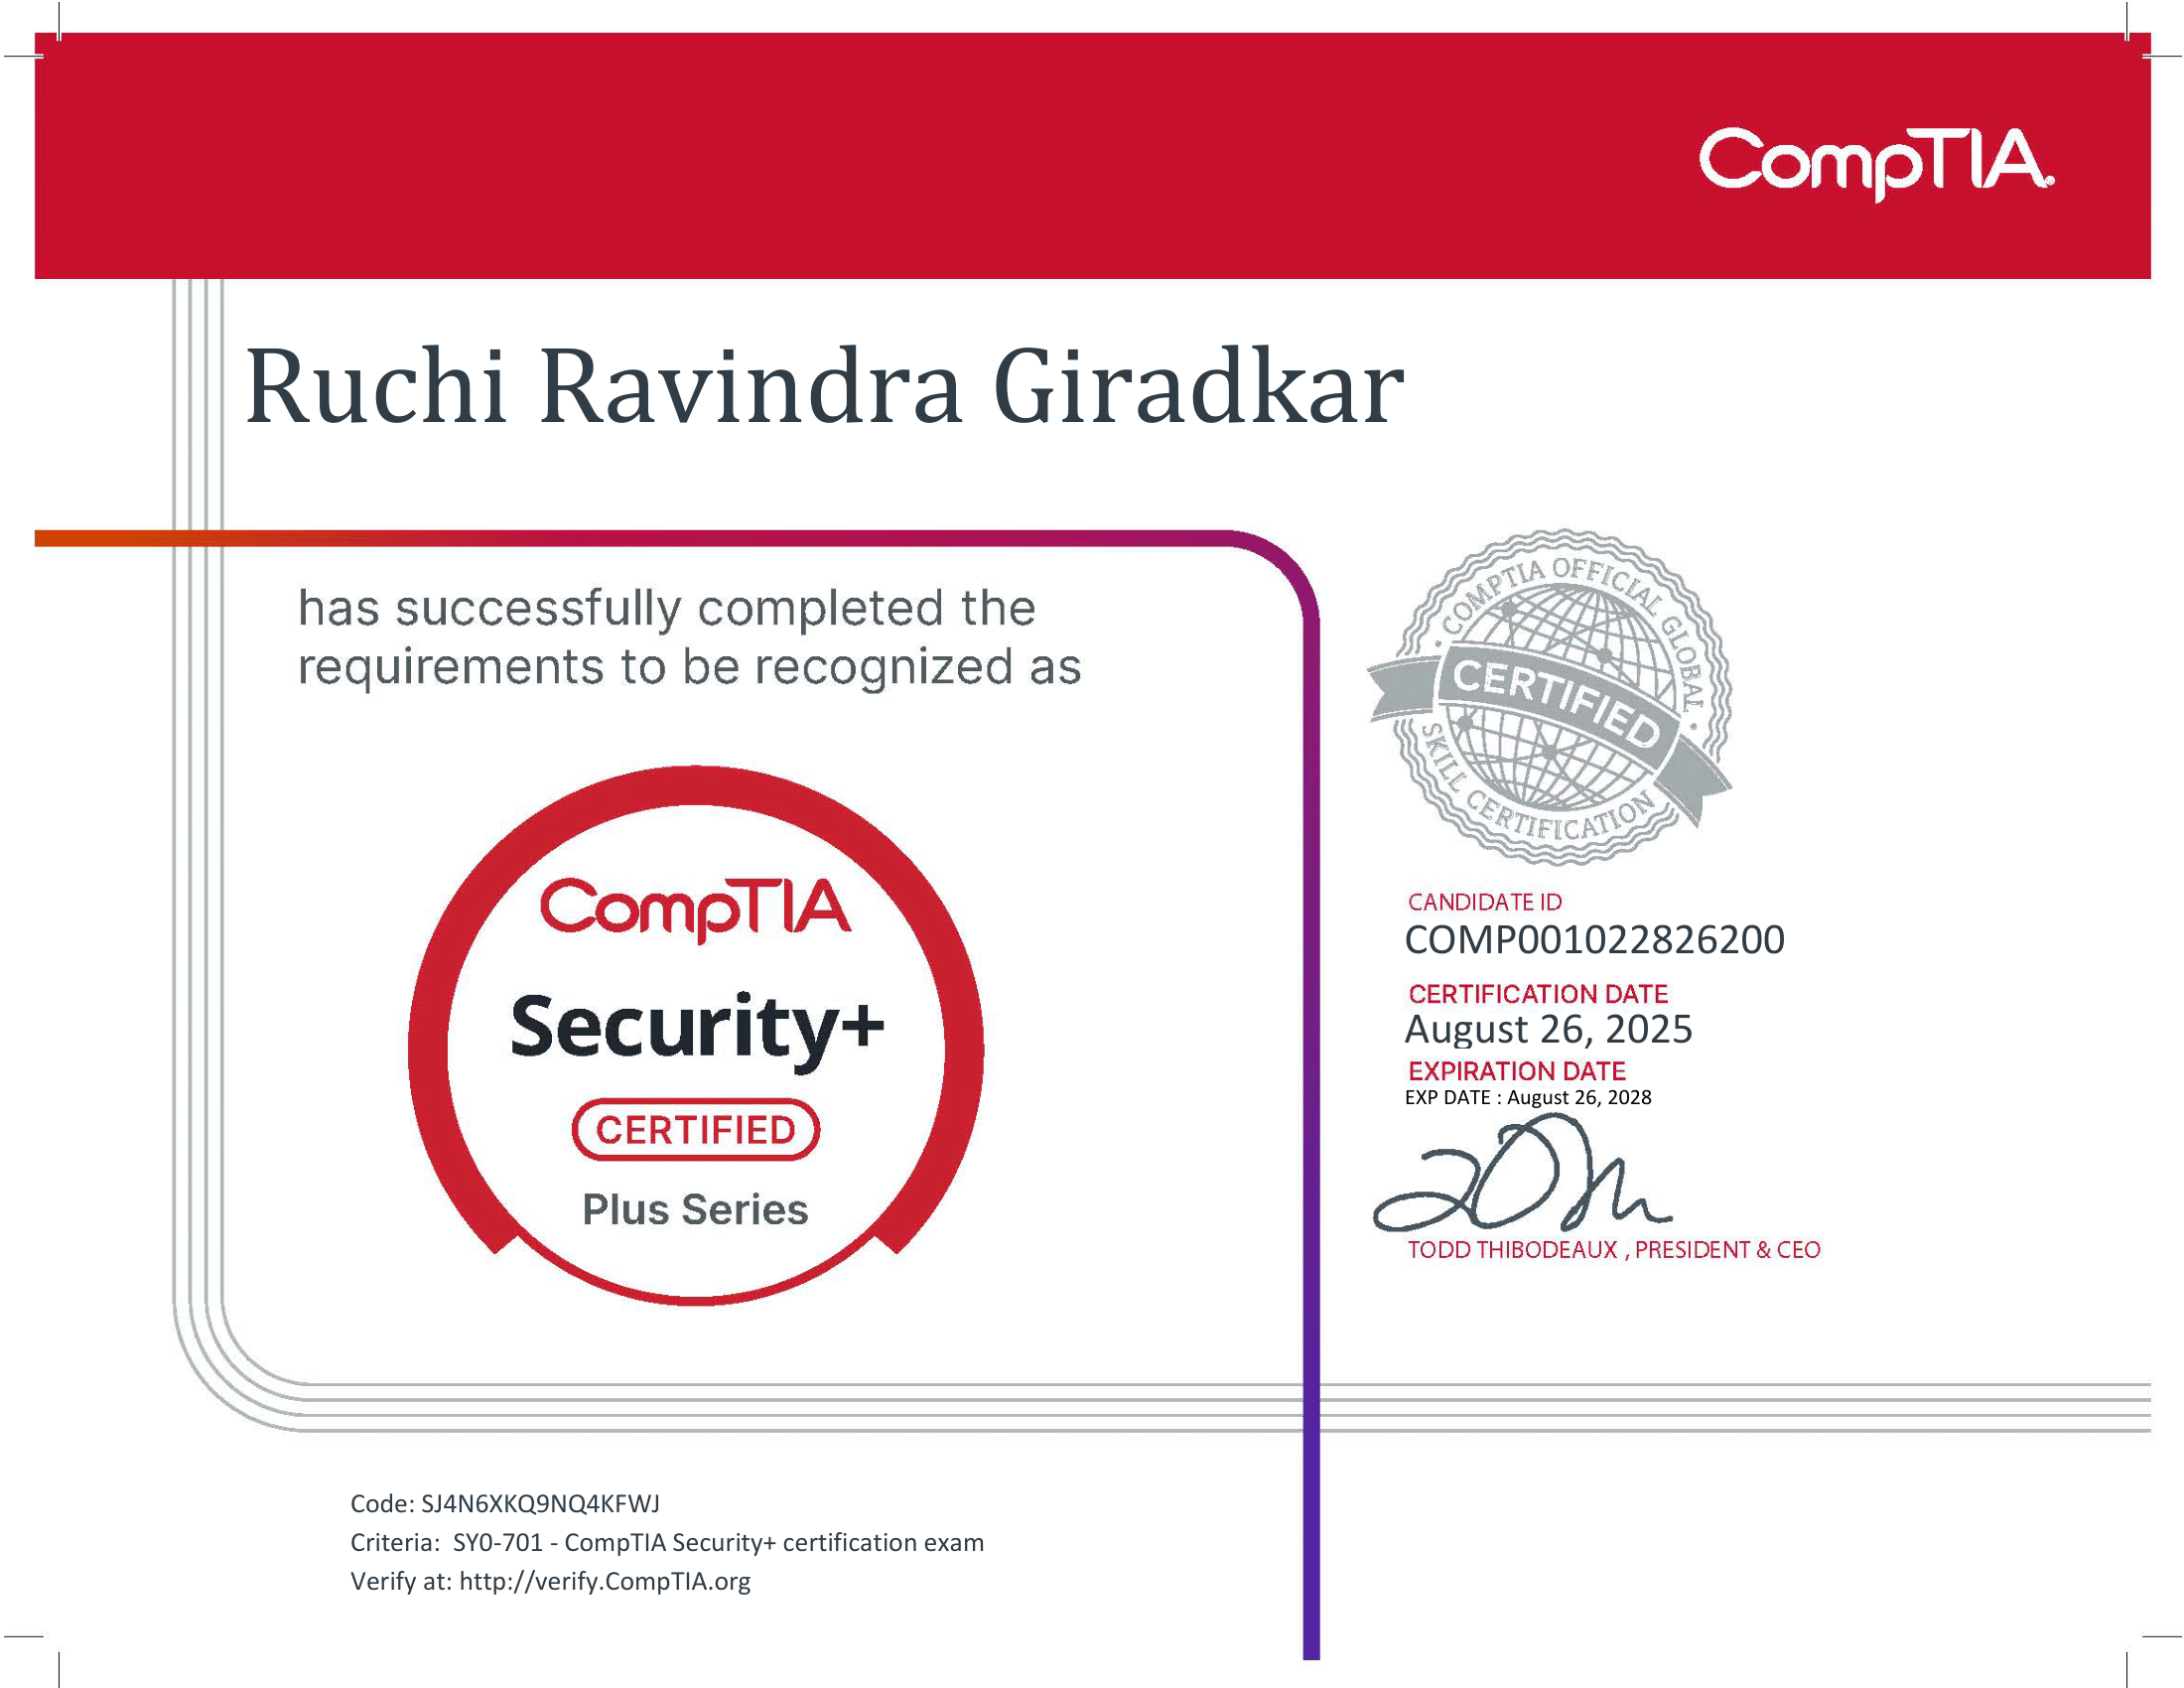 CompTIA.
Ruchi Ravindra Giradkar
has successfully completed the
requirements to be recognized as
CompTIA
Security+
CERTIFIED
Plus Series
• COMPTIA OFFICIAL GLOBAL •
CERTIFIED
SKILL CERTIFICATION
CANDIDATE ID
COMP001022826200
CERTIFICATION DATE
August 26, 2025
EXPIRATION DATE
EXP DATE : August 26, 2028
TODD THIBODEAUX , PRESIDENT & CEO
Code: SJ4N6XKQ9NQ4KFWJ
Criteria:  SY0-701 - CompTIA Security+ certification exam
Verify at: http://verify.CompTIA.org